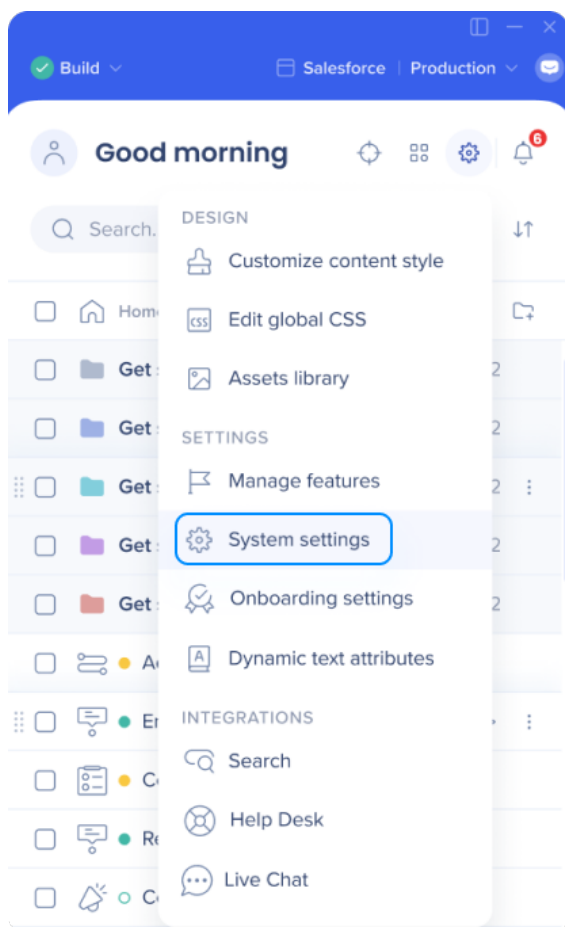 Build
Salesforce | Production
Good morning
6
Search.
DESIGN
Customize content style
Edit global CSS
css
Assets library
SETTINGS
Manage features
System settings
Onboarding settings
Dynamic text attributes
A
INTEGRATIONS
Search
Help Desk
Live Chat
Get
2
Get
2
Get
2
Get
2
Get
2